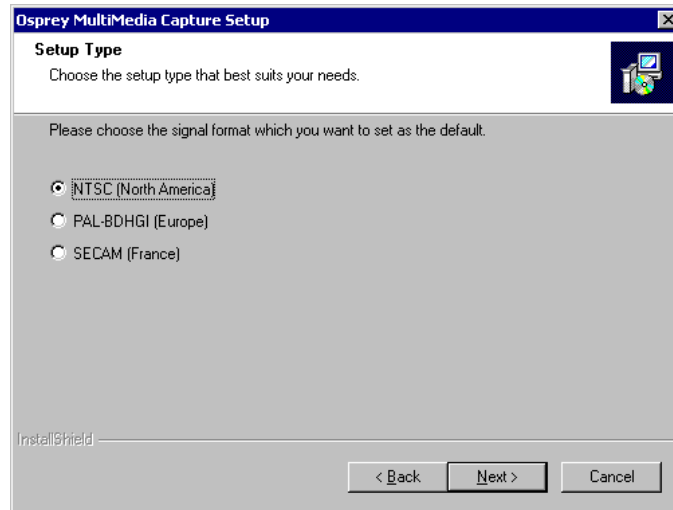 Osprey MultiMedia Capture Setup
Setup Type
Choose the setup type that best suits your needs.
Please choose the signal format which you want to set as the default.
NTSC (North America)
PAL-BDHGI (Europe)
SECAM (France)
InstallShield
< Back Next > Cancel